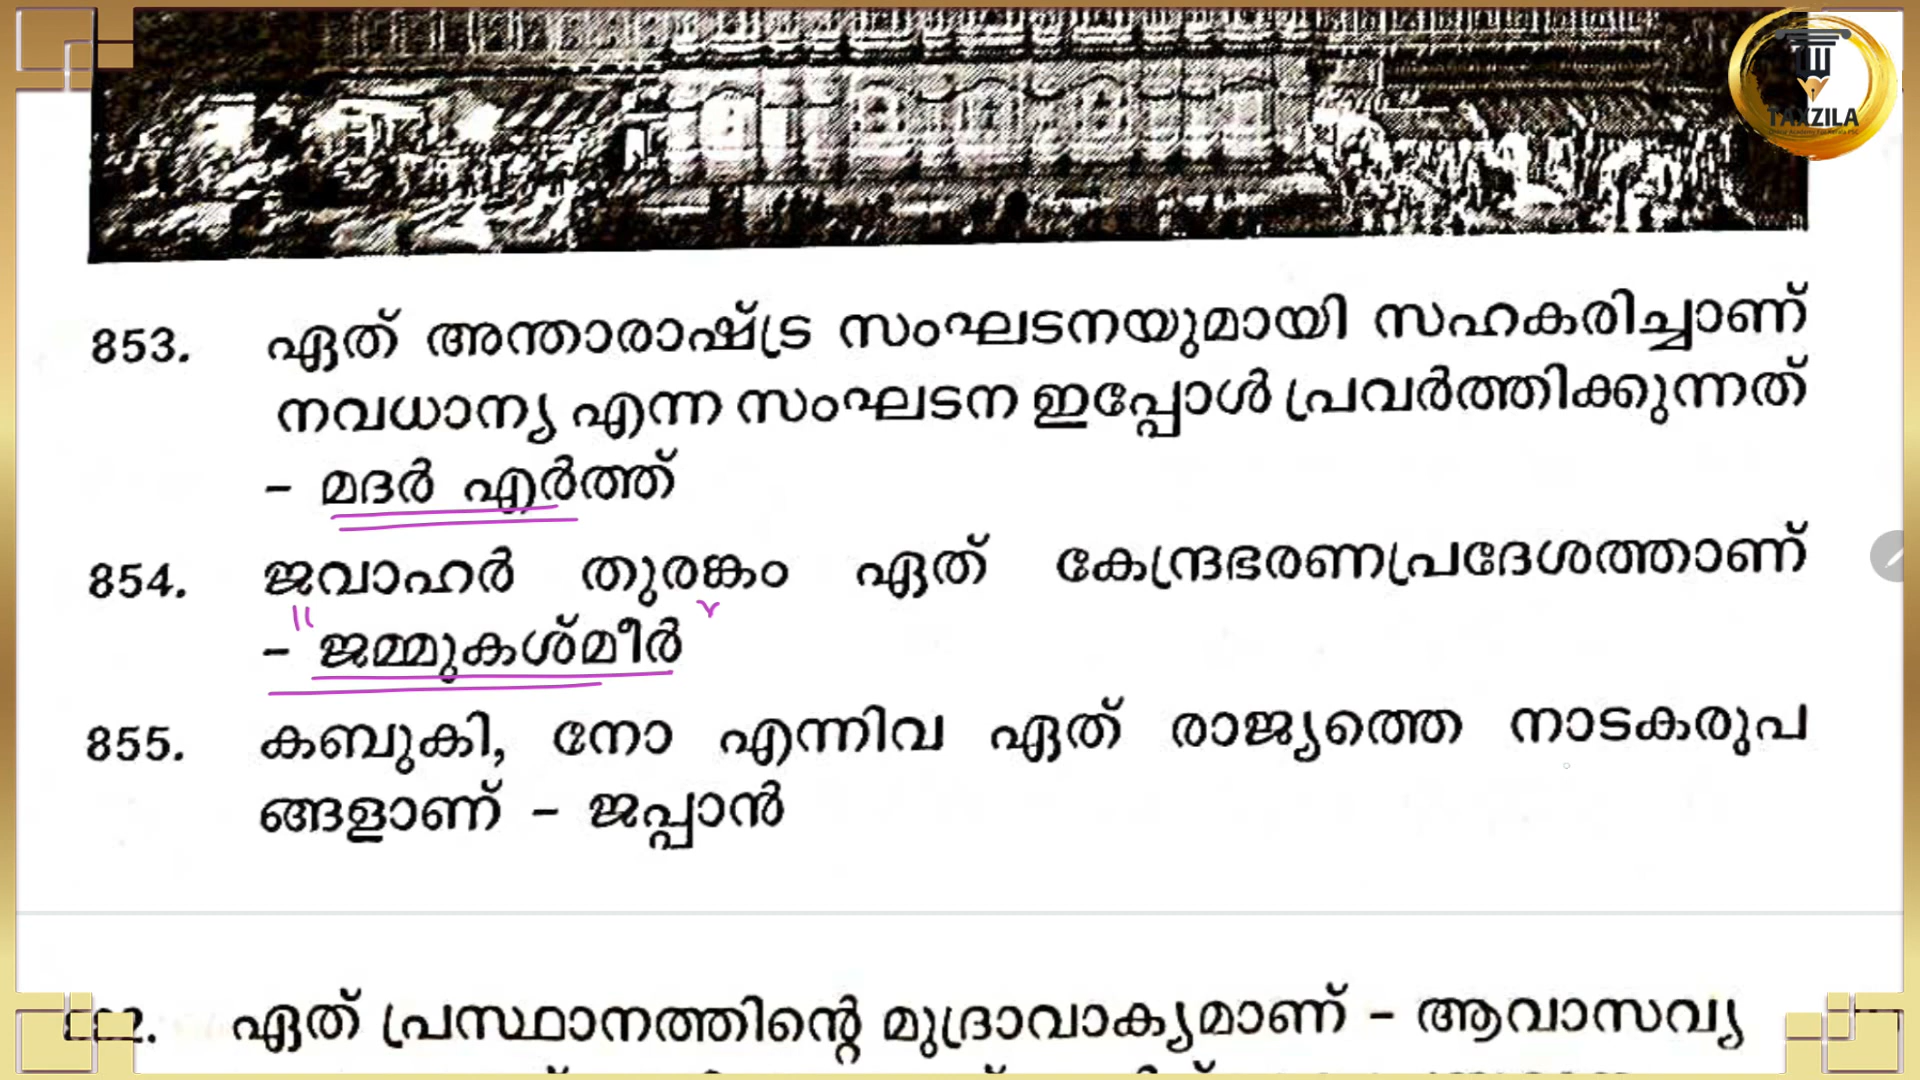 TAXZILA
853. ഏത് അന്താരാഷ്ട്ര സംഘടനയുമായി സഹകരിച്ചാണ്
നവധാന്യ എന്ന സംഘടന ഇപ്പോൾ പ്രവർത്തിക്കുന്നത്
– മദർ എർത്ത്
854. ജവാഹർ തുരങ്കം ഏത് കേന്ദ്രഭരണപ്രദേശത്താണ്
– ജമ്മുകശ്മീർ
855. കബുകി, നോ എന്നിവ ഏത് രാജ്യത്തെ നാടകരൂപ
ങ്ങളാണ് – ജപ്പാൻ
ഏത് പ്രസ്ഥാനത്തിന്റെ മുദ്രാവാക്യമാണ് – ആവാസവ്യ